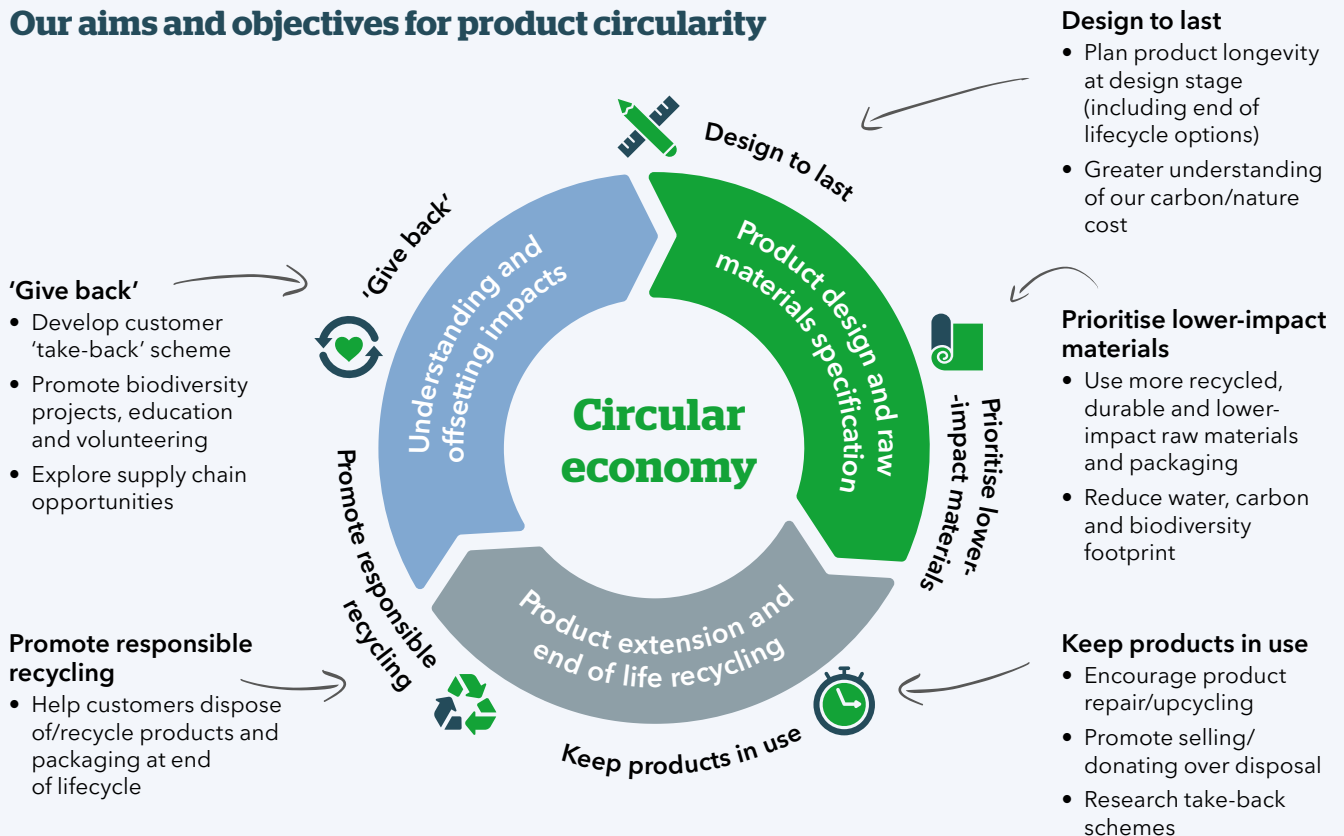 Our aims and objectives for product circularity
Design to last
• Plan product longevity
at design stage
(including end of
lifecycle options)
• Greater understanding
of our carbon/nature
cost
Prioritise lower-impact
materials
• Use more recycled,
durable and lower-
impact raw materials
and packaging
• Reduce water, carbon
and biodiversity
footprint
Keep products in use
• Encourage product
repair/upcycling
• Promote selling/
donating over disposal
• Research take-back
schemes
Promote responsible
recycling
• Help customers dispose
of/recycle products and
packaging at end
of lifecycle
‘Give back’
• Develop customer
‘take-back’ scheme
• Promote biodiversity
projects, education
and volunteering
• Explore supply chain
opportunities
Design to last
Prioritise lower-
-impact materials
Keep products in use
Promote responsible
recycling
‘Give back’
Product design and raw
materials specification
Product extension and
end of life recycling
Understanding and
offsetting impacts
Circular
economy